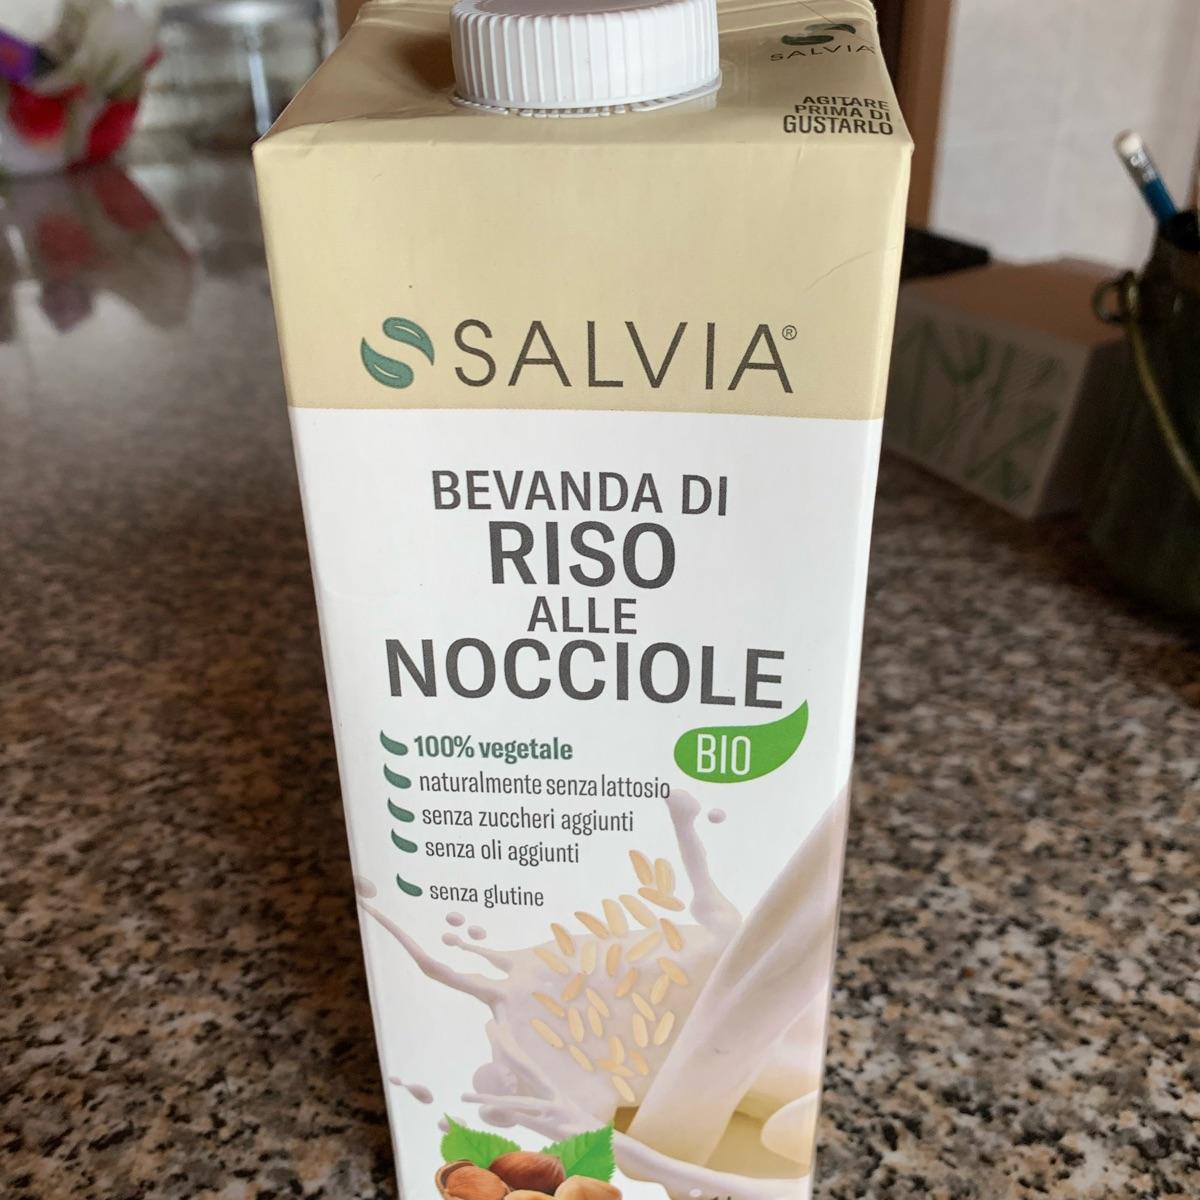 SALVIA
AGITARE
PRIMA DI
GUSTARLO
SALVIA®
BEVANDA DI
RISO
ALLE
NOCCIOLE
BIO
100% vegetale
naturalmente senza lattosio
senza zuccheri aggiunti
senza oli aggiunti
senza glutine